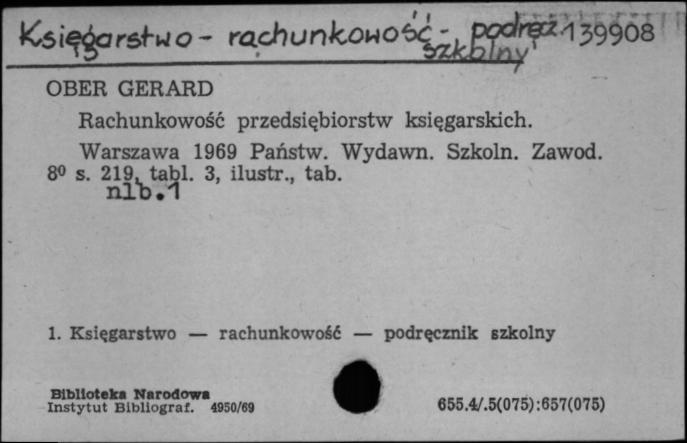 Księgarstwo - rachunkowość - podręcz. 139908
szkolny
OBER GERARD
Rachunkowość przedsiębiorstw księgarskich.
Warszawa 1969 Państw. Wydawn. Szkoln. Zawod.
8⁰ s. 219, tabl. 3, ilustr., tab.
nlb.1
1. Księgarstwo — rachunkowość — podręcznik szkolny
Biblioteka Narodowa
Instytut Bibliograf. 4950/69
655.4/.5(075):657(075)